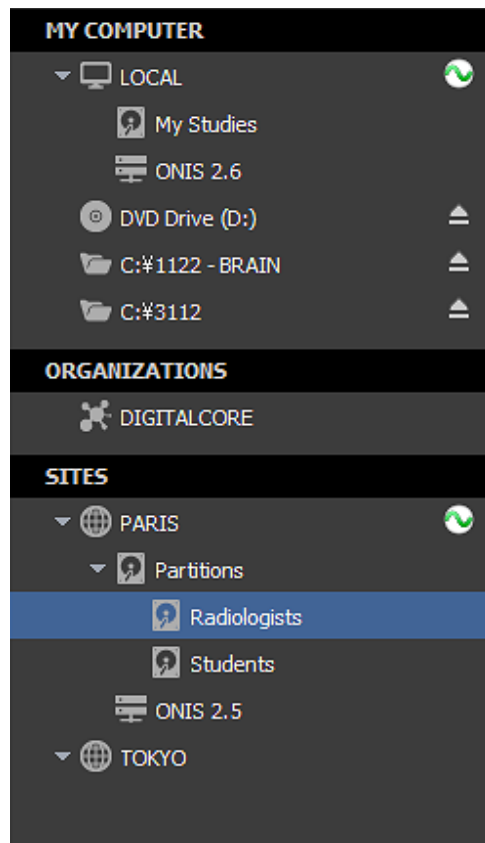 MY COMPUTER
LOCAL
My Studies
ONIS 2.6
DVD Drive (D:)
C:¥1122 - BRAIN
C:¥3112
ORGANIZATIONS
DIGITALCORE
SITES
PARIS
Partitions
Radiologists
Students
ONIS 2.5
TOKYO